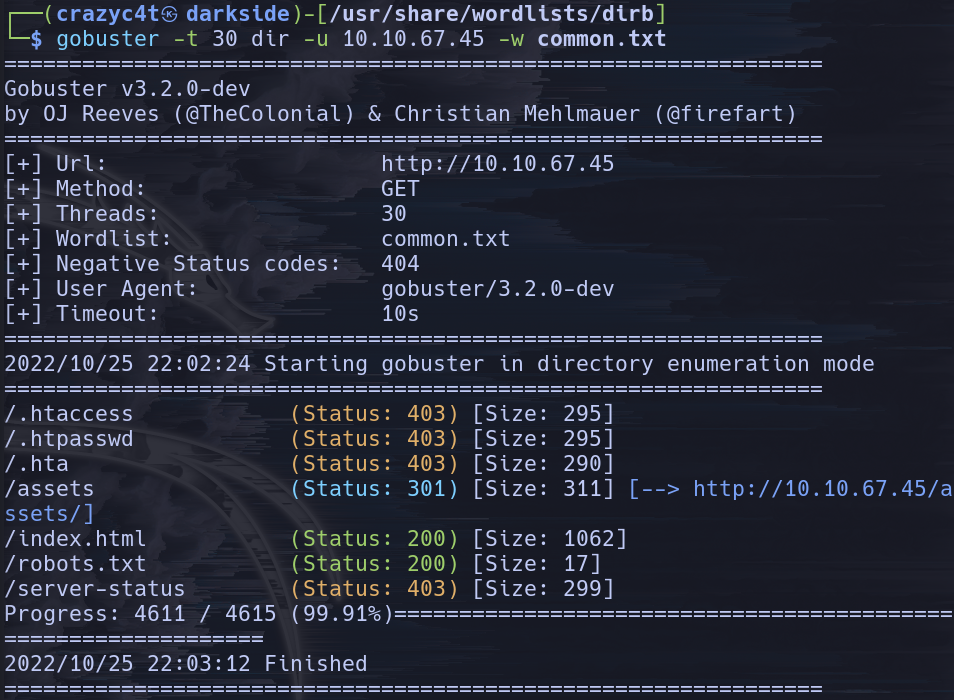 ┌──(crazyc4t㉿darkside)-[/usr/share/wordlists/dirb]
└─$ gobuster -t 30 dir -u 10.10.67.45 -w common.txt
===============================================================
Gobuster v3.2.0-dev
by OJ Reeves (@TheColonial) & Christian Mehlmauer (@firefart)
===============================================================
[+] Url:                     http://10.10.67.45
[+] Method:                  GET
[+] Threads:                 30
[+] Wordlist:                common.txt
[+] Negative Status codes:   404
[+] User Agent:              gobuster/3.2.0-dev
[+] Timeout:                 10s
===============================================================
2022/10/25 22:02:24 Starting gobuster in directory enumeration mode
===============================================================
/.htaccess            (Status: 403) [Size: 295]
/.htpasswd            (Status: 403) [Size: 295]
/.hta                 (Status: 403) [Size: 290]
/assets               (Status: 301) [Size: 311] [--> http://10.10.67.45/a
ssets/]
/index.html           (Status: 200) [Size: 1062]
/robots.txt           (Status: 200) [Size: 17]
/server-status        (Status: 403) [Size: 299]
Progress: 4611 / 4615 (99.91%)===========================================
====================
2022/10/25 22:03:12 Finished
===============================================================